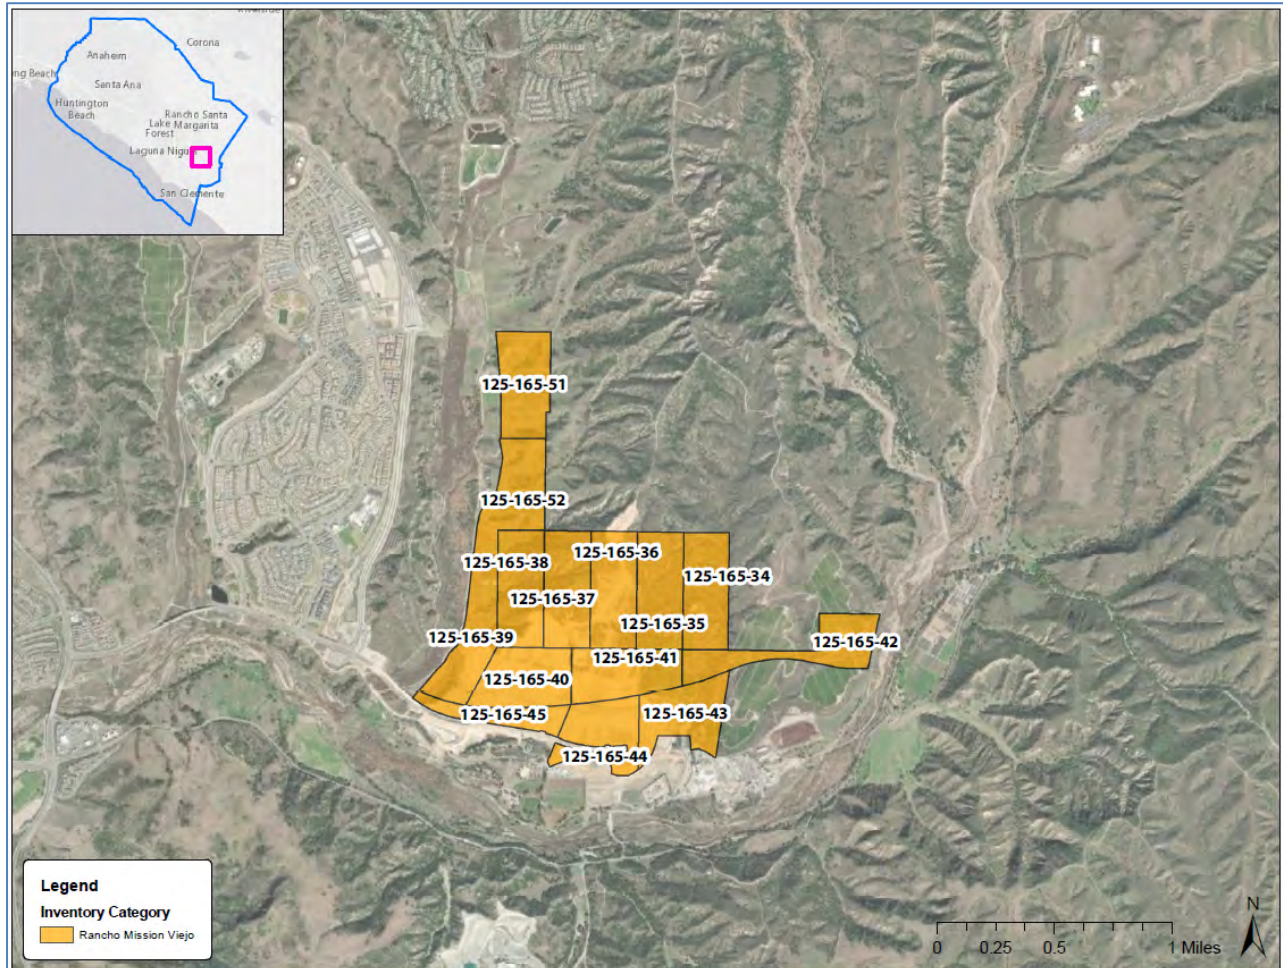 Riverside
Corona
Anaheim
ng Beach
Santa Ana
Huntington
Beach
Rancho Santa
Lake Margarita
Forest
Laguna Nigu
San Clemente
125-165-51
125-165-52
125-165-36
125-165-38
125-165-34
125-165-37
125-165-35
125-165-39
125-165-42
125-165-41
125-165-40
125-165-45
125-165-43
125-165-44
Legend
Inventory Category
Rancho Mission Viejo
N
0 0.25 0.5 1 Miles